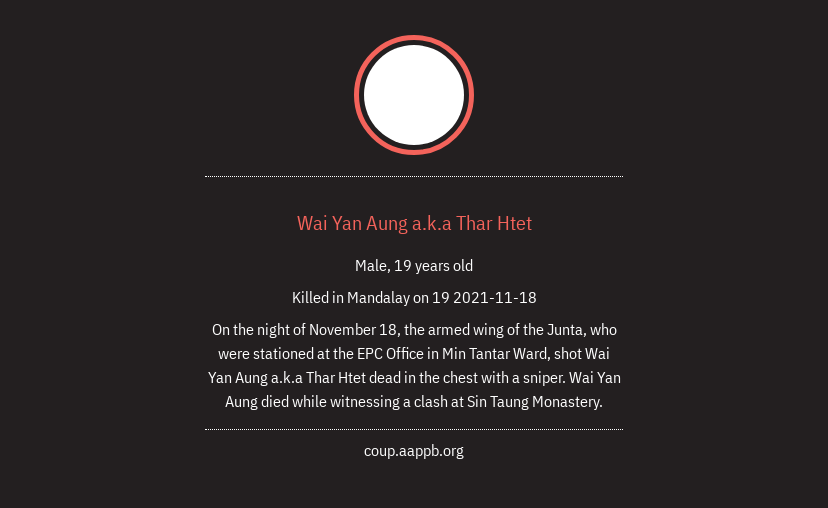 Wai Yan Aung a.k.a Thar Htet
Male, 19 years old
Killed in Mandalay on 19 2021-11-18
On the night of November 18, the armed wing of the Junta, who
were stationed at the EPC Office in Min Tantar Ward, shot Wai
Yan Aung a.k.a Thar Htet dead in the chest with a sniper. Wai Yan
Aung died while witnessing a clash at Sin Taung Monastery.
coup.aappb.org